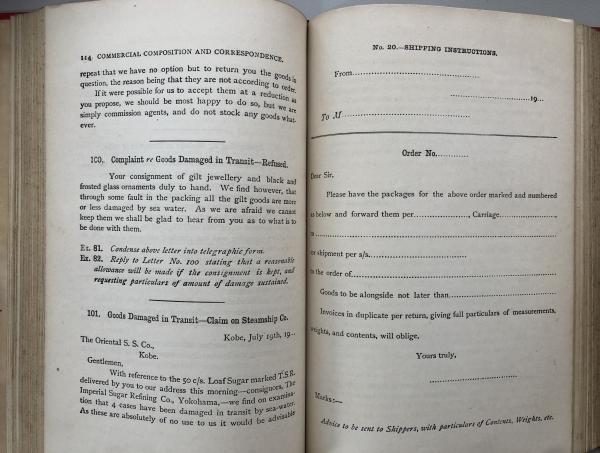 114 COMMERCIAL COMPOSITION AND CORRESPONDENCE.
repeat that we have no option but to return you the goods in
question, the reason being that they are not according to order.
If it were possible for us to accept them at a reduction as
you propose, we should be most happy to do so, but we are
simply commission agents, and do not stock any goods what-
ever.
100. Complaint re Goods Damaged in Transit—Refused.
Your consignment of gilt jewellery and black and
frosted glass ornaments duly to hand. We find however, that
through some fault in the packing all the gilt goods are more
or less damaged by sea water. As we are afraid we cannot
keep them we shall be glad to hear from you as to what is to
be done with them.
Ex. 81. Condense above letter into telegraphic form.
Ex. 82. Reply to Letter No. 100 stating that a reasonable
allowance will be made if the consignment is kept, and
requesting particulars of amount of damage sustained.
101. Goods Damaged in Transit—Claim on Steamship Co.
Kobe, July 19th, 19...
The Oriental S. S. Co.,
Kobe.
Gentlemen,
With reference to the 50 c/s. Loaf Sugar marked T.S.R.
delivered by you to our address this morning—consignors, The
Imperial Sugar Refining Co., Yokohama,—we find on examina-
tion that 4 cases have been damaged in transit by sea-water.
As these are absolutely of no use to us it would be advisable
No. 20.—SHIPPING INSTRUCTIONS.
From
19...
To M
Order No.
Dear Sir,
Please have the packages for the above order marked and numbered
as below and forward them per, Carriage
to
for shipment per s/s.
to the order of
Goods to be alongside not later than
Invoices in duplicate per return, giving full particulars of measurements,
weights, and contents, will oblige.
Yours truly,
Marks:—
Advice to be sent to Shippers, with particulars of Contents, Weights, etc.